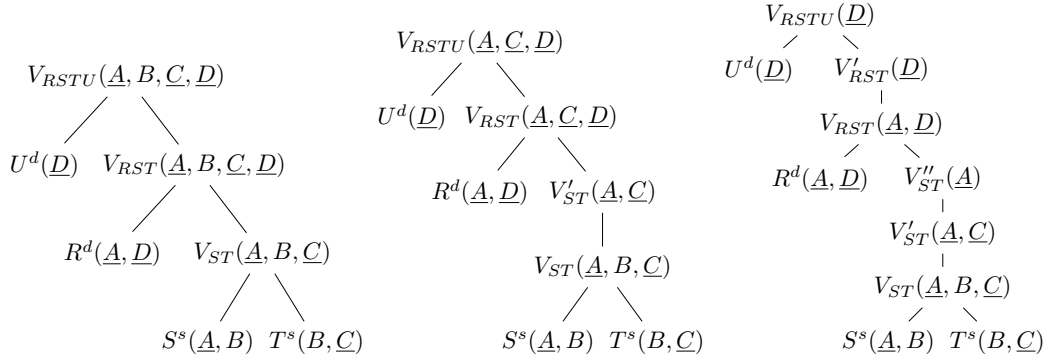 V_{RSTU}(A, B, C, D)
U^d(D) V_{RST}(A, B, C, D)
R^d(A, D) V_{ST}(A, B, C)
S^s(A, B) T^s(B, C)
V_{RSTU}(A, C, D)
U^d(D) V_{RST}(A, C, D)
R^d(A, D) V'_{ST}(A, C)
V_{ST}(A, B, C)
S^s(A, B) T^s(B, C)
V_{RSTU}(D)
U^d(D) V'_{RST}(D)
V_{RST}(A, D)
R^d(A, D) V''_{ST}(A)
V'_{ST}(A, C)
V_{ST}(A, B, C)
S^s(A, B) T^s(B, C)